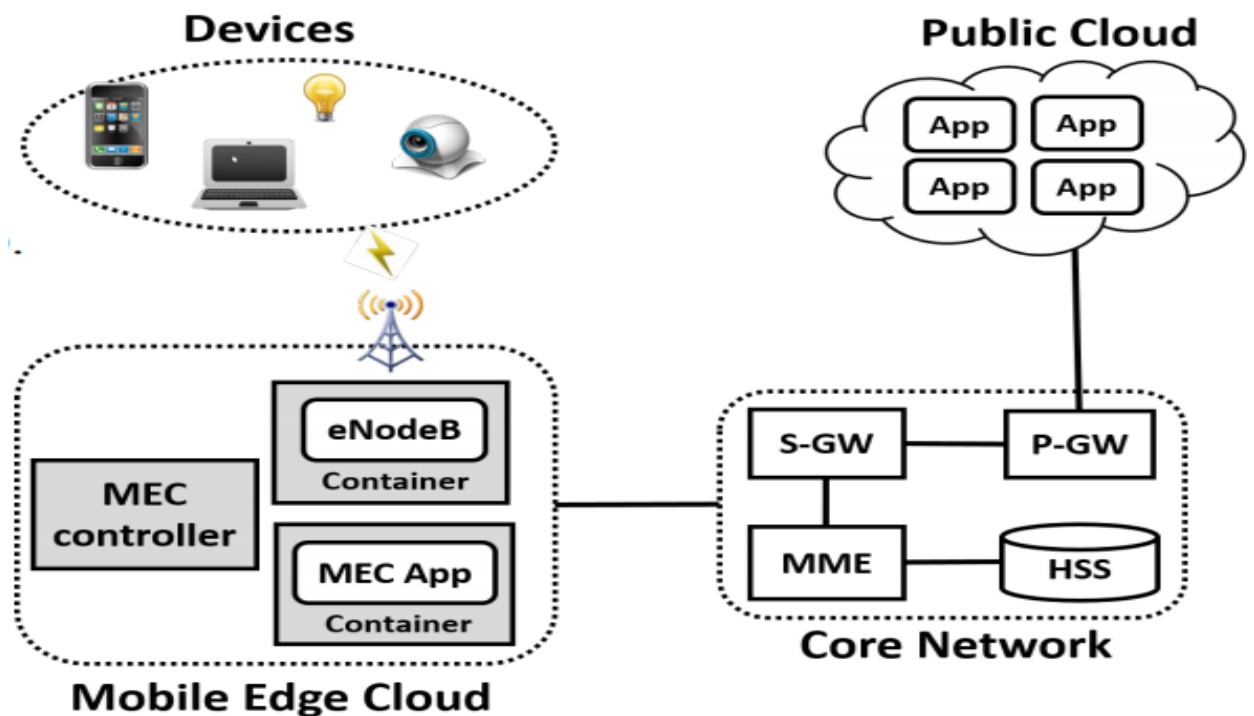 Devices
Public Cloud
App
App
App
App
eNodeB
Container
MEC
controller
MEC App
Container
Mobile Edge Cloud
S-GW
P-GW
MME
HSS
Core Network